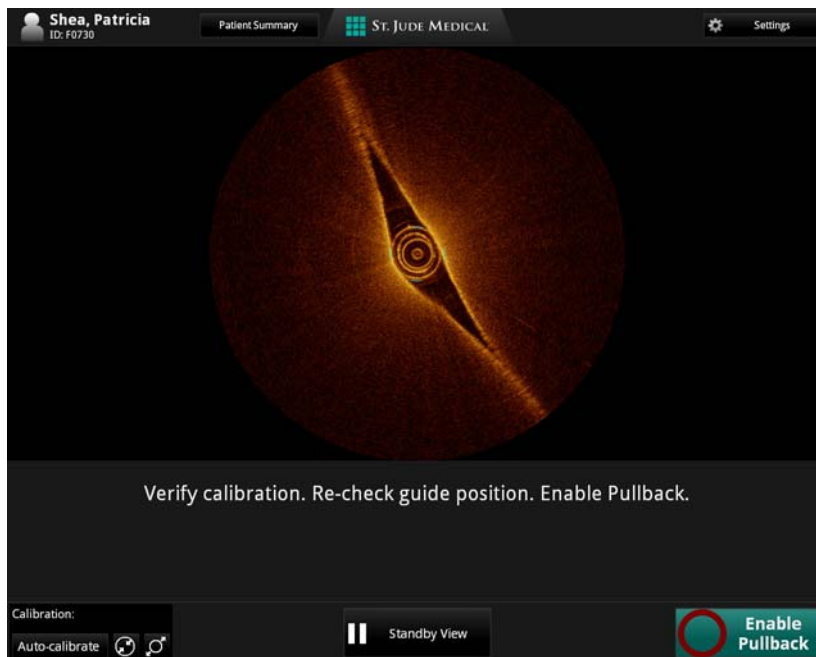 Shea, Patricia
ID: F0730
Patient Summary
ST. JUDE MEDICAL
Settings
Verify calibration. Re-check guide position. Enable Pullback.
Calibration:
Auto-calibrate
Standby View
Enable
Pullback